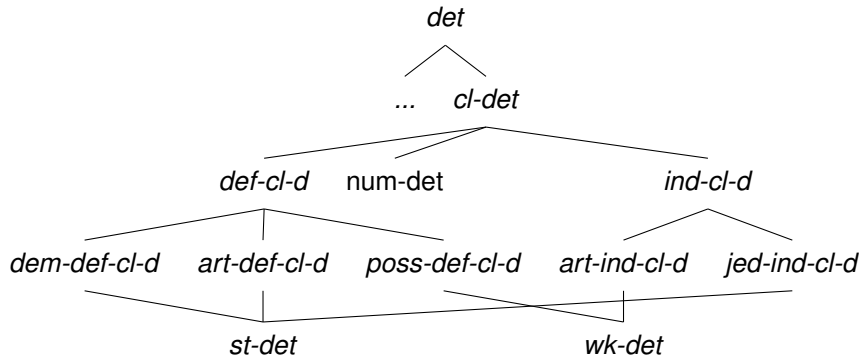 det
... cl-det
def-cl-d num-det ind-cl-d
dem-def-cl-d art-def-cl-d poss-def-cl-d art-ind-cl-d jed-ind-cl-d
st-det wk-det